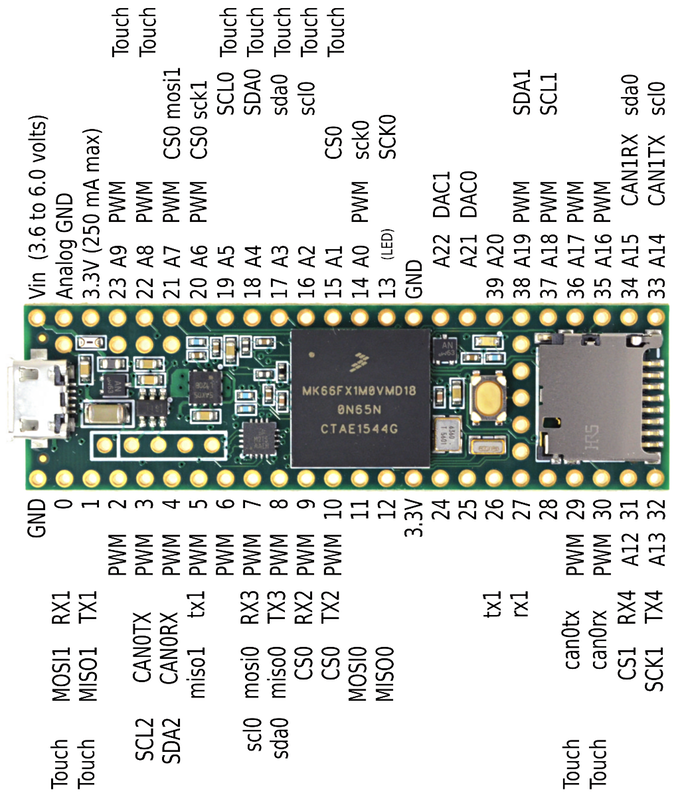 Vin (3.6 to 6.0 volts)
Analog GND
3.3V (250 mA max)
23 A9 PWM Touch
22 A8 PWM Touch
21 A7 PWM CS0 mosi1
20 A6 PWM CS0 sck1
19 A5 SCL0 Touch
18 A4 SDA0 Touch
17 A3 sda0 Touch
16 A2 scl0 Touch
15 A1 CS0 Touch
14 A0 PWM sck0
13 (LED) SCK0
GND
A22 DAC1
A21 DAC0
39 A20
38 A19 PWM SDA1
37 A18 PWM SCL1
36 A17 PWM
35 A16 PWM
34 A15 CAN1RX sda0
33 A14 CAN1TX scl0
MK66FX1M0VMD18
0N65N
CTAE1544G
HRS
GND
Touch MOSI1 RX1 0
Touch MISO1 TX1 1
PWM 2
SCL2 CAN0TX PWM 3
SDA2 CAN0RX PWM 4
miso1 tx1 PWM 5
PWM 6
scl0 mosi0 RX3 PWM 7
sda0 miso0 TX3 PWM 8
CS0 RX2 PWM 9
CS0 TX2 PWM 10
MOSI0 11
MISO0 12
3.3V
24
25
tx1 26
rx1 27
28
Touch can0tx PWM 29
Touch can0rx PWM 30
CS1 RX4 A12 31
SCK1 TX4 A13 32